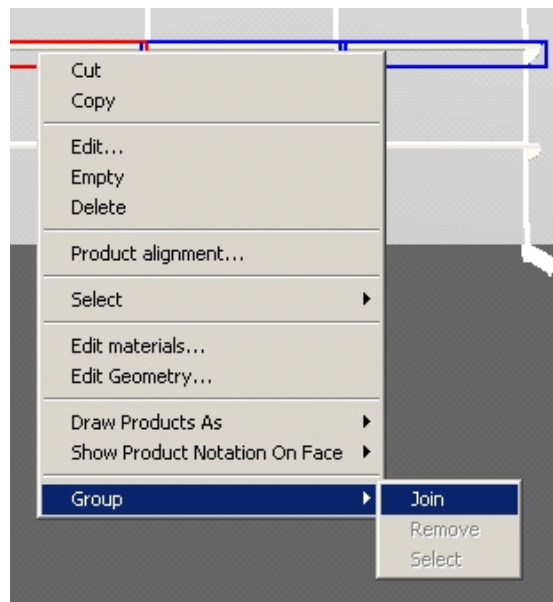 Cut
Copy
Edit...
Empty
Delete
Product alignment...
Select
Edit materials...
Edit Geometry...
Draw Products As
Show Product Notation On Face
Group
Join
Remove
Select